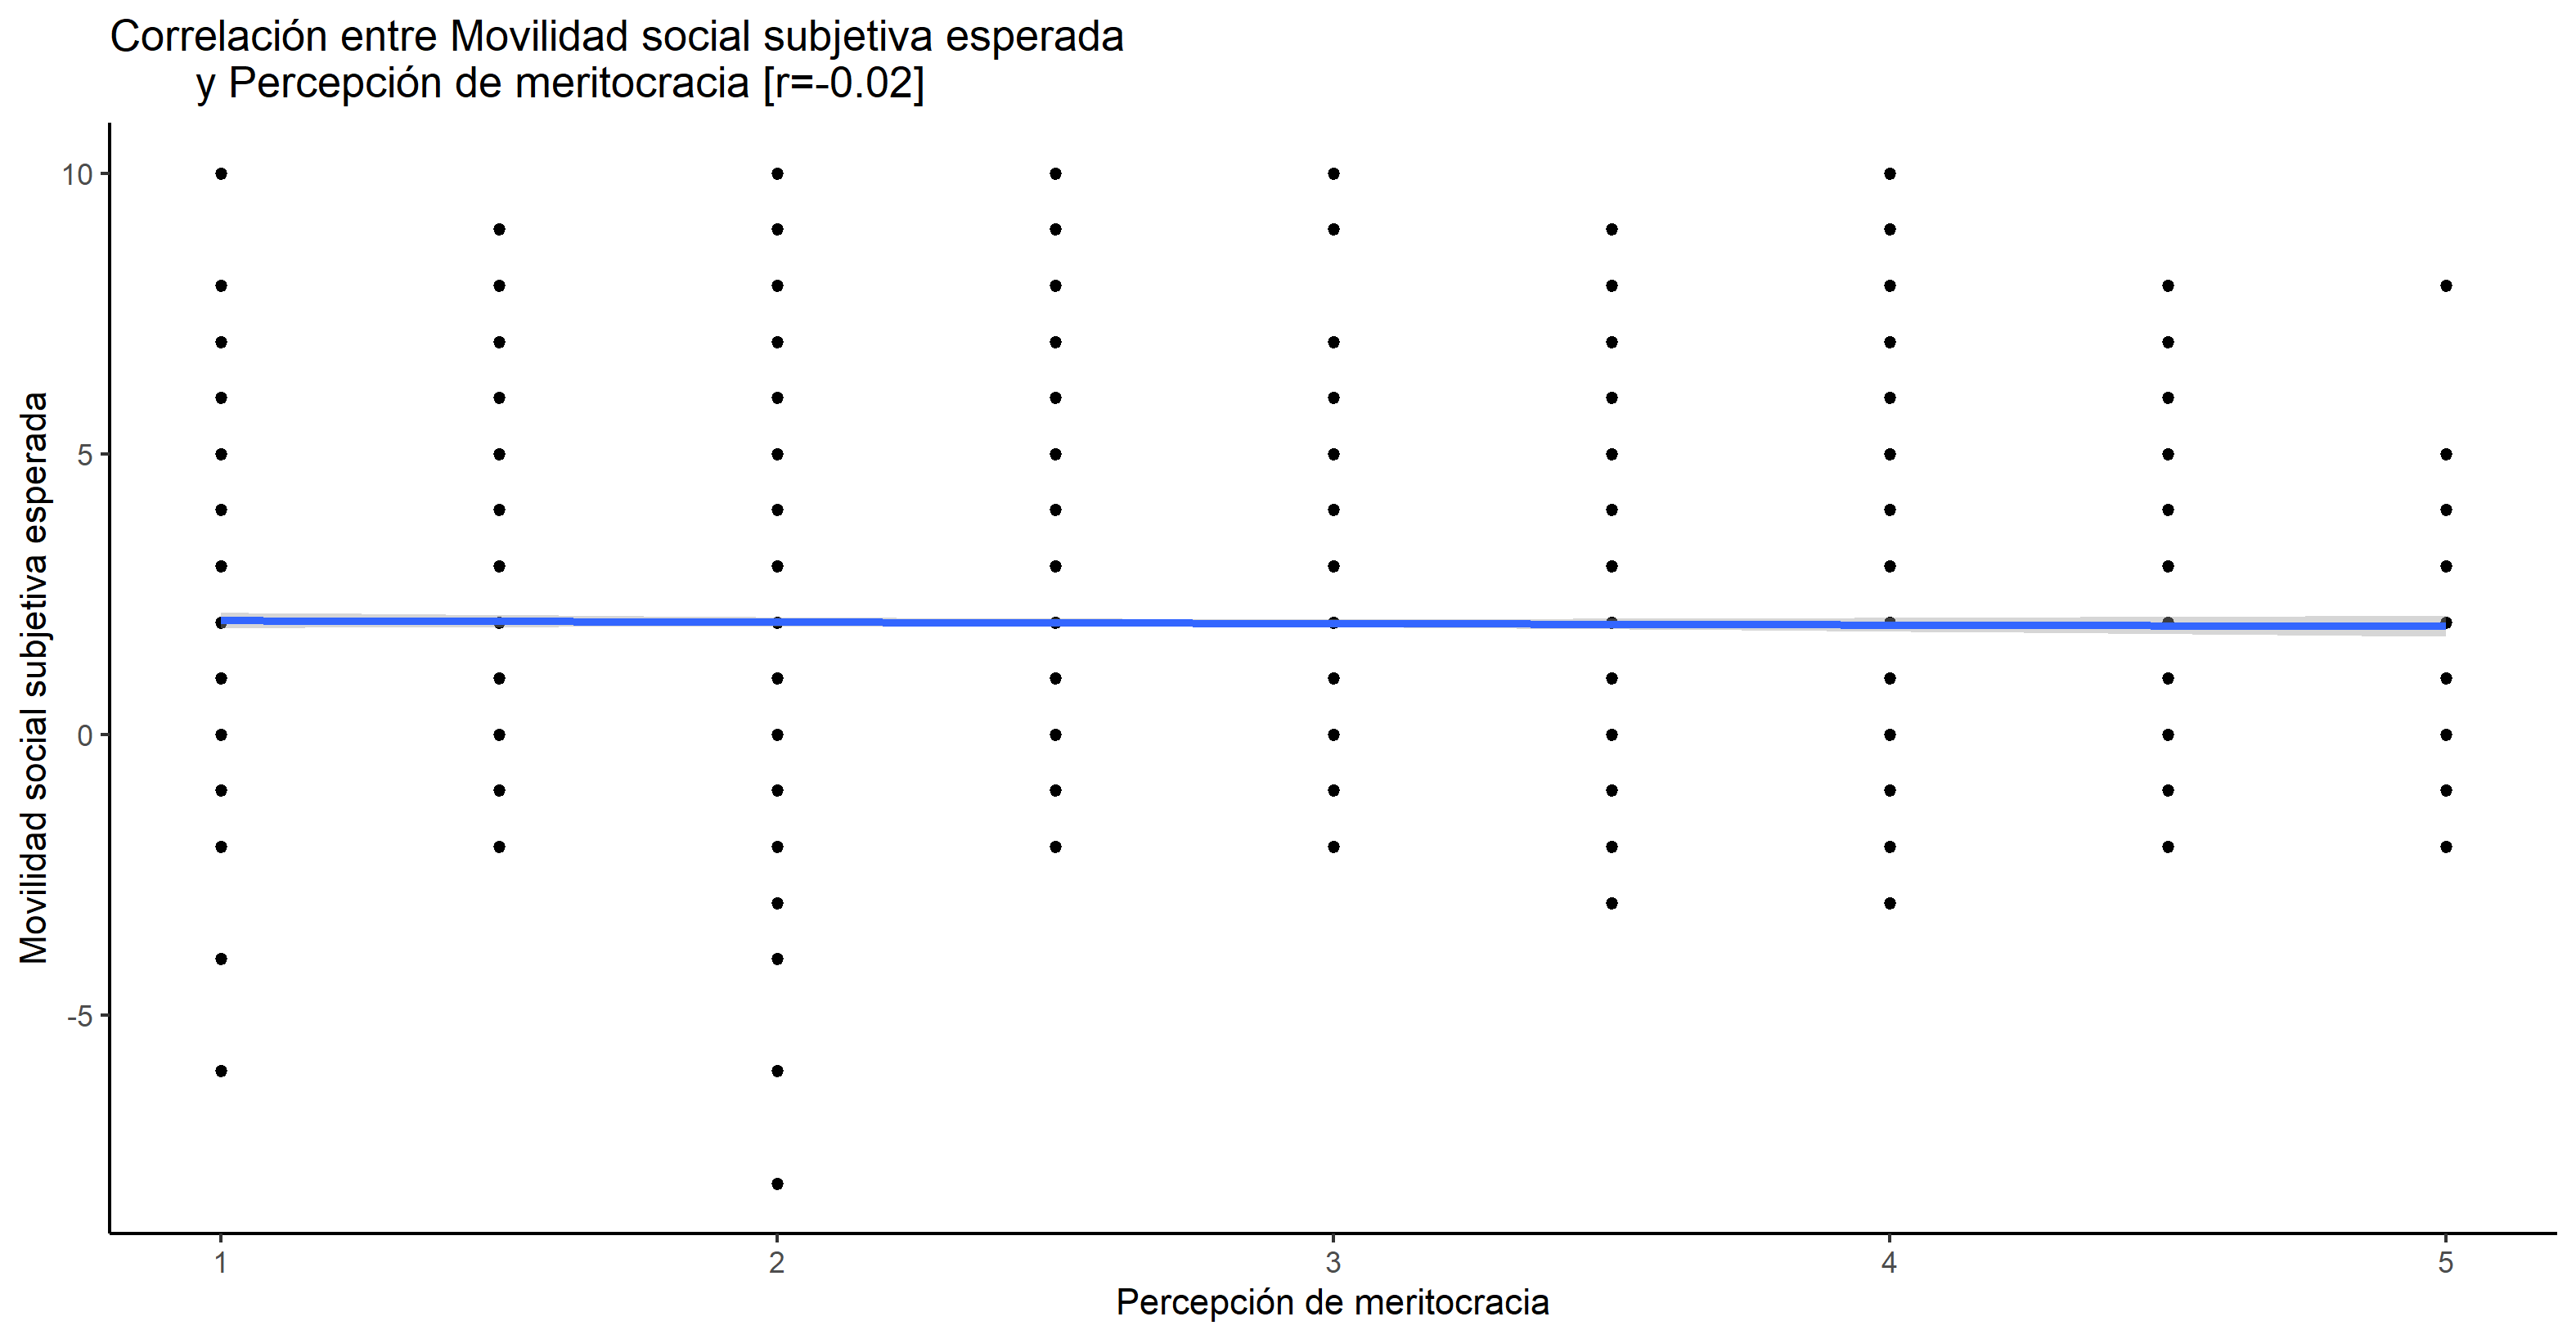 Correlación entre Movilidad social subjetiva esperada
y Percepción de meritocracia [r=-0.02]
Movilidad social subjetiva esperada
10
5
0
-5
1 2 3 4 5
Percepción de meritocracia